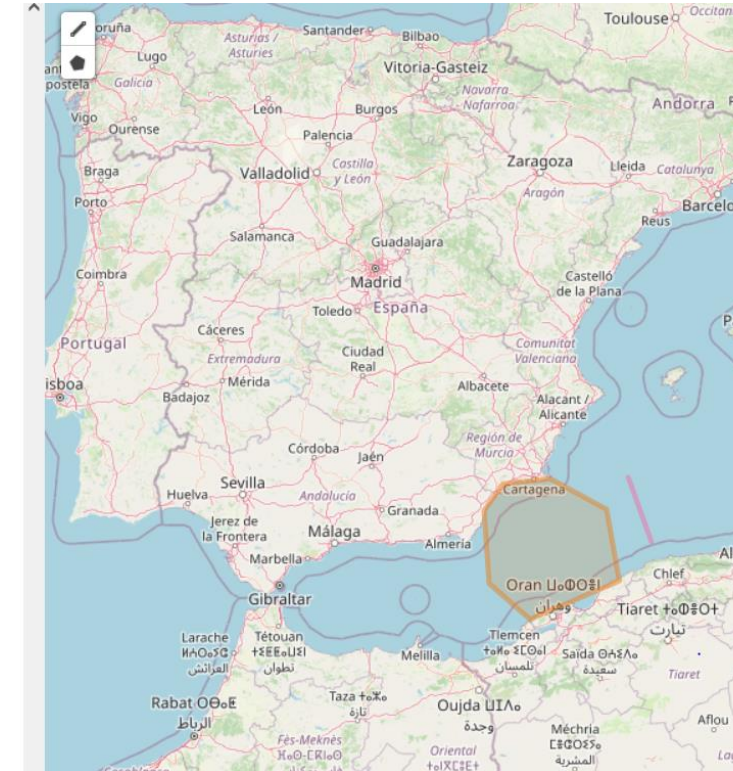 Toulouse
Occitan
oruña
Asturias /
Asturies
Santander
Bilbao
Lugo
Vitoria-Gasteiz
postela
Galicia
Navarra
- Nafarroa
Andorra
León
Burgos
Vigo
Ourense
Palencia
Braga
Valladolid
Castilla
y León
Zaragoza
Lleida
Catalunya
Aragón
Porto
Barcelo
Reus
Salamanca
Guadalajara
Madrid
Coimbra
Castelló
de la Plana
Toledo
España
Cáceres
Portugal
Extremadura
Ciudad
Real
Comunitat
Valenciana
isboa
Mérida
Albacete
Badajoz
Alacant /
Alicante
Córdoba
Jaén
Región de
Murcia
Sevilla
Cartagena
Huelva
Andalucía
Granada
Jerez de
la Frontera
Málaga
Almería
Marbella
Chlef
Gibraltar
Oran
وهران
Tiaret
تيارت
Larache
العرائش
Tétouan
تطوان
Melilla
Tlemcen
تلمسان
Saïda
سعيدة
Tiaret
Rabat
الرباط
Taza
تازة
Oujda
وجدة
Aflou
Méchria
المشرية
Fès-Meknès
Oriental
Casablanca